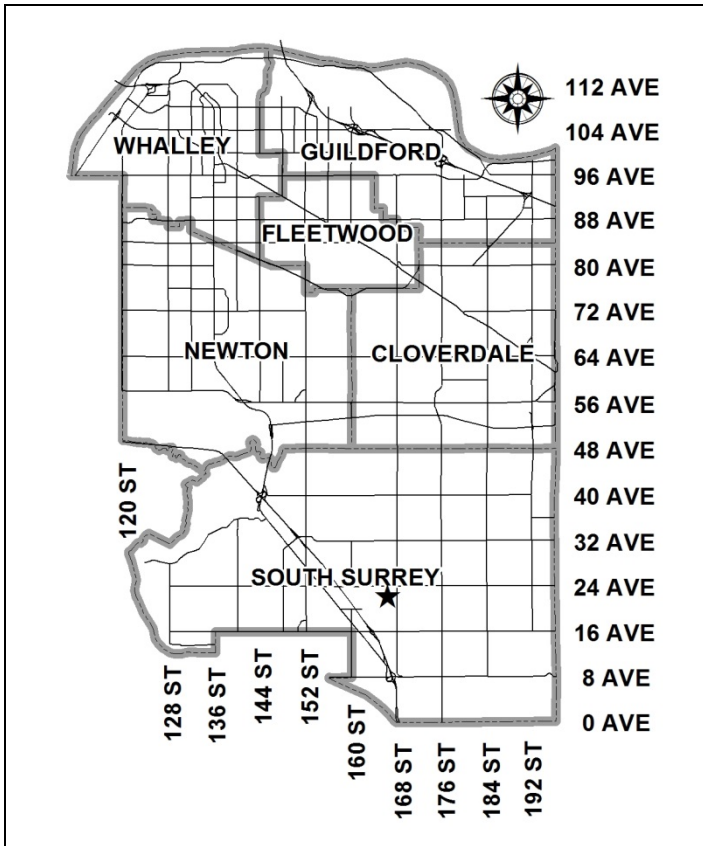 112 AVE
104 AVE
WHALLEY
GUILDFORD
96 AVE
88 AVE
FLEETWOOD
80 AVE
72 AVE
NEWTON
CLOVERDALE
64 AVE
56 AVE
48 AVE
120 ST
40 AVE
32 AVE
SOUTH SURREY
24 AVE
16 AVE
8 AVE
0 AVE
128 ST
136 ST
144 ST
152 ST
160 ST
168 ST
176 ST
184 ST
192 ST